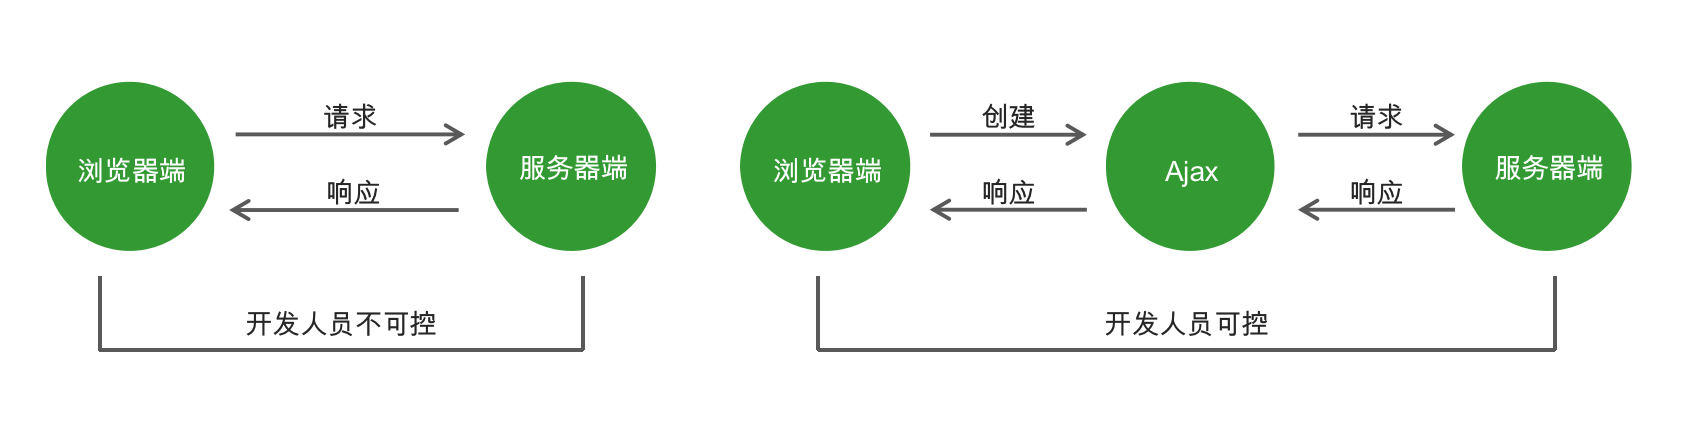 请求
浏览器端
服务器端
响应
开发人员不可控
创建
请求
浏览器端
Ajax
服务器端
响应
响应
开发人员可控